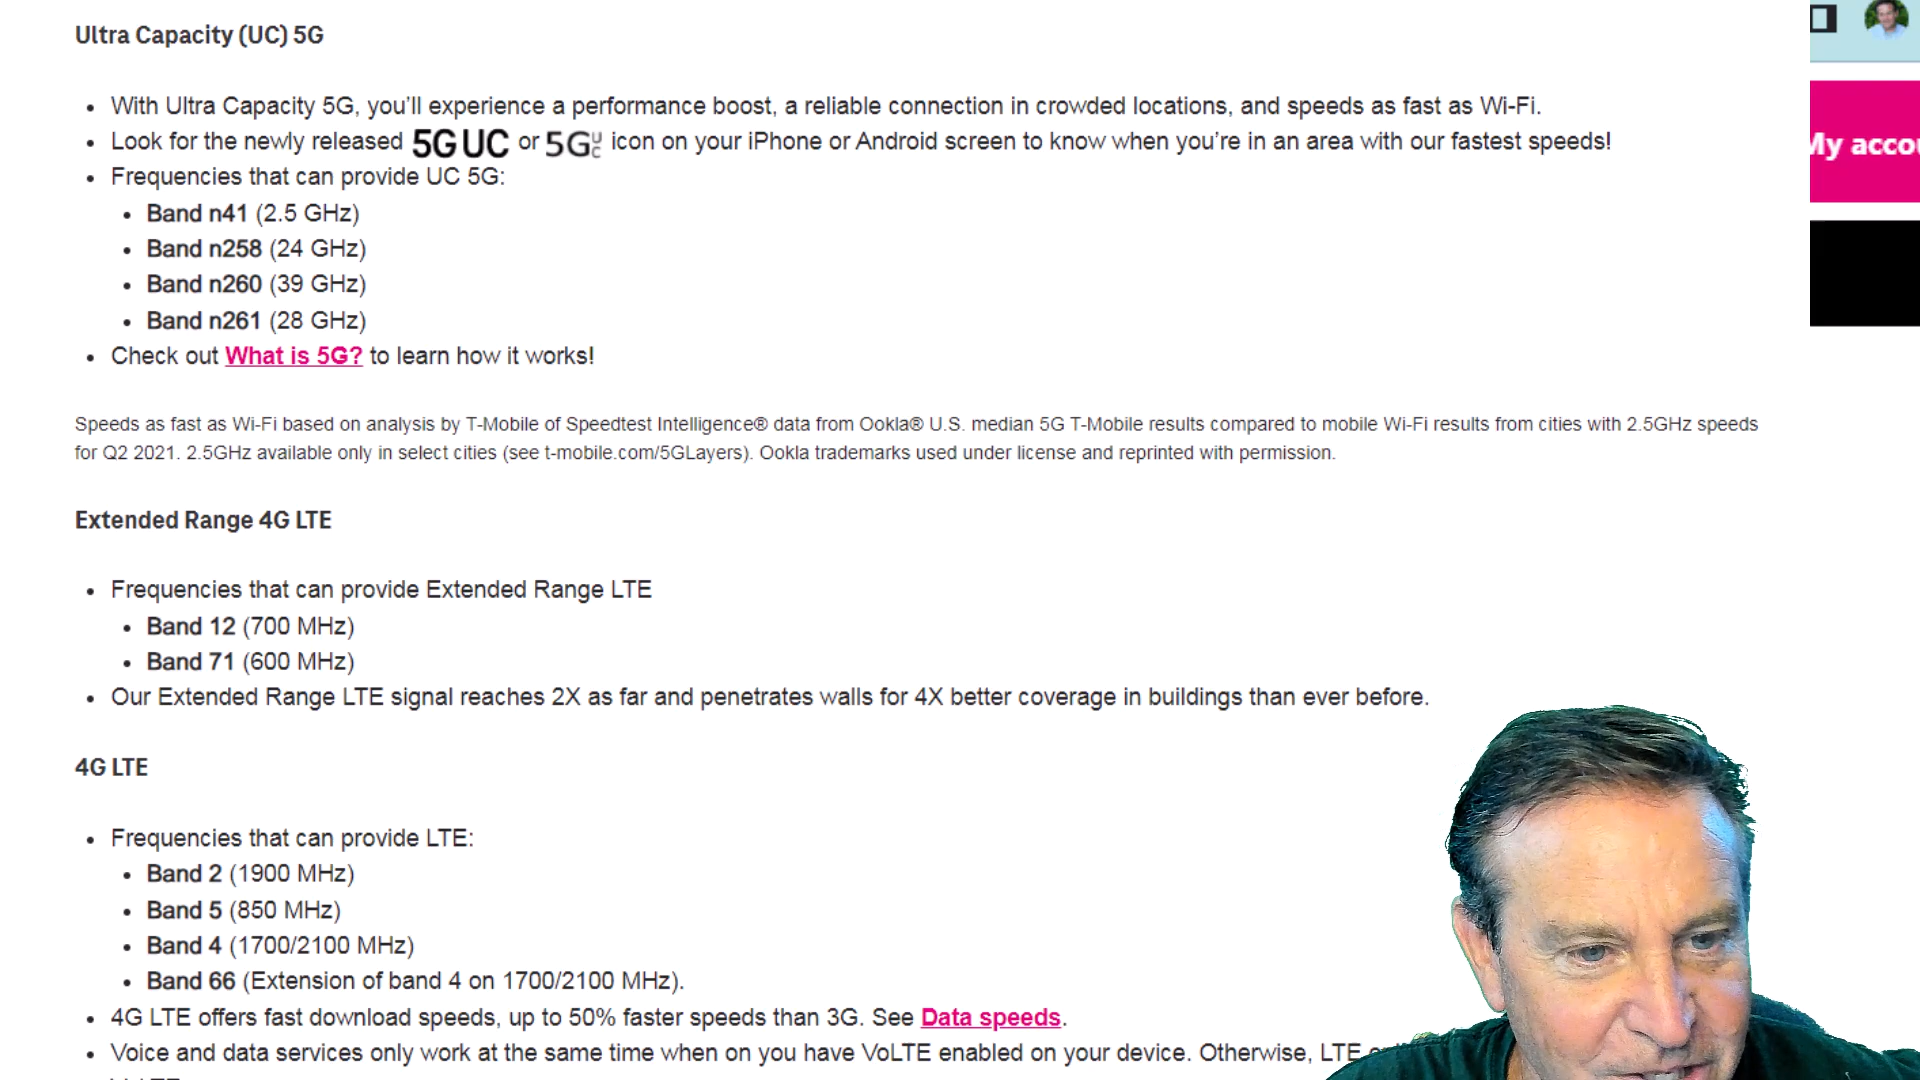 Ultra Capacity (UC) 5G
With Ultra Capacity 5G, you'll experience a performance boost, a reliable connection in crowded locations, and speeds as fast as Wi-Fi.
Look for the newly released 5G UC or 5G UC icon on your iPhone or Android screen to know when you're in an area with our fastest speeds!
Frequencies that can provide UC 5G:
Band n41 (2.5 GHz)
Band n258 (24 GHz)
Band n260 (39 GHz)
Band n261 (28 GHz)
Check out What is 5G? to learn how it works!
Speeds as fast as Wi-Fi based on analysis by T-Mobile of Speedtest Intelligence® data from Ookla® U.S. median 5G T-Mobile results compared to mobile Wi-Fi results from cities with 2.5GHz speeds
for Q2 2021. 2.5GHz available only in select cities (see t-mobile.com/5GLayers). Ookla trademarks used under license and reprinted with permission.
Extended Range 4G LTE
Frequencies that can provide Extended Range LTE
Band 12 (700 MHz)
Band 71 (600 MHz)
Our Extended Range LTE signal reaches 2X as far and penetrates walls for 4X better coverage in buildings than ever before.
4G LTE
Frequencies that can provide LTE:
Band 2 (1900 MHz)
Band 5 (850 MHz)
Band 4 (1700/2100 MHz)
Band 66 (Extension of band 4 on 1700/2100 MHz).
4G LTE offers fast download speeds, up to 50% faster speeds than 3G. See Data speeds.
Voice and data services only work at the same time when on you have VoLTE enabled on your device. Otherwise, LTE
My acco